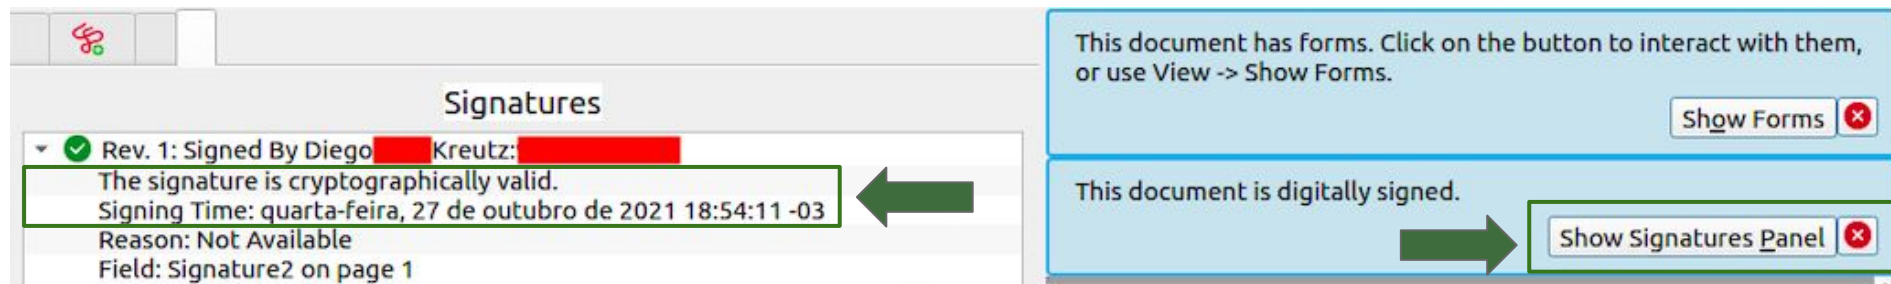 Signatures
Rev. 1: Signed By Diego Kreutz:
The signature is cryptographically valid.
Signing Time: quarta-feira, 27 de outubro de 2021 18:54:11 -03
Reason: Not Available
Field: Signature2 on page 1
This document has forms. Click on the button to interact with them,
or use View -> Show Forms.
Show Forms
This document is digitally signed.
Show Signatures Panel